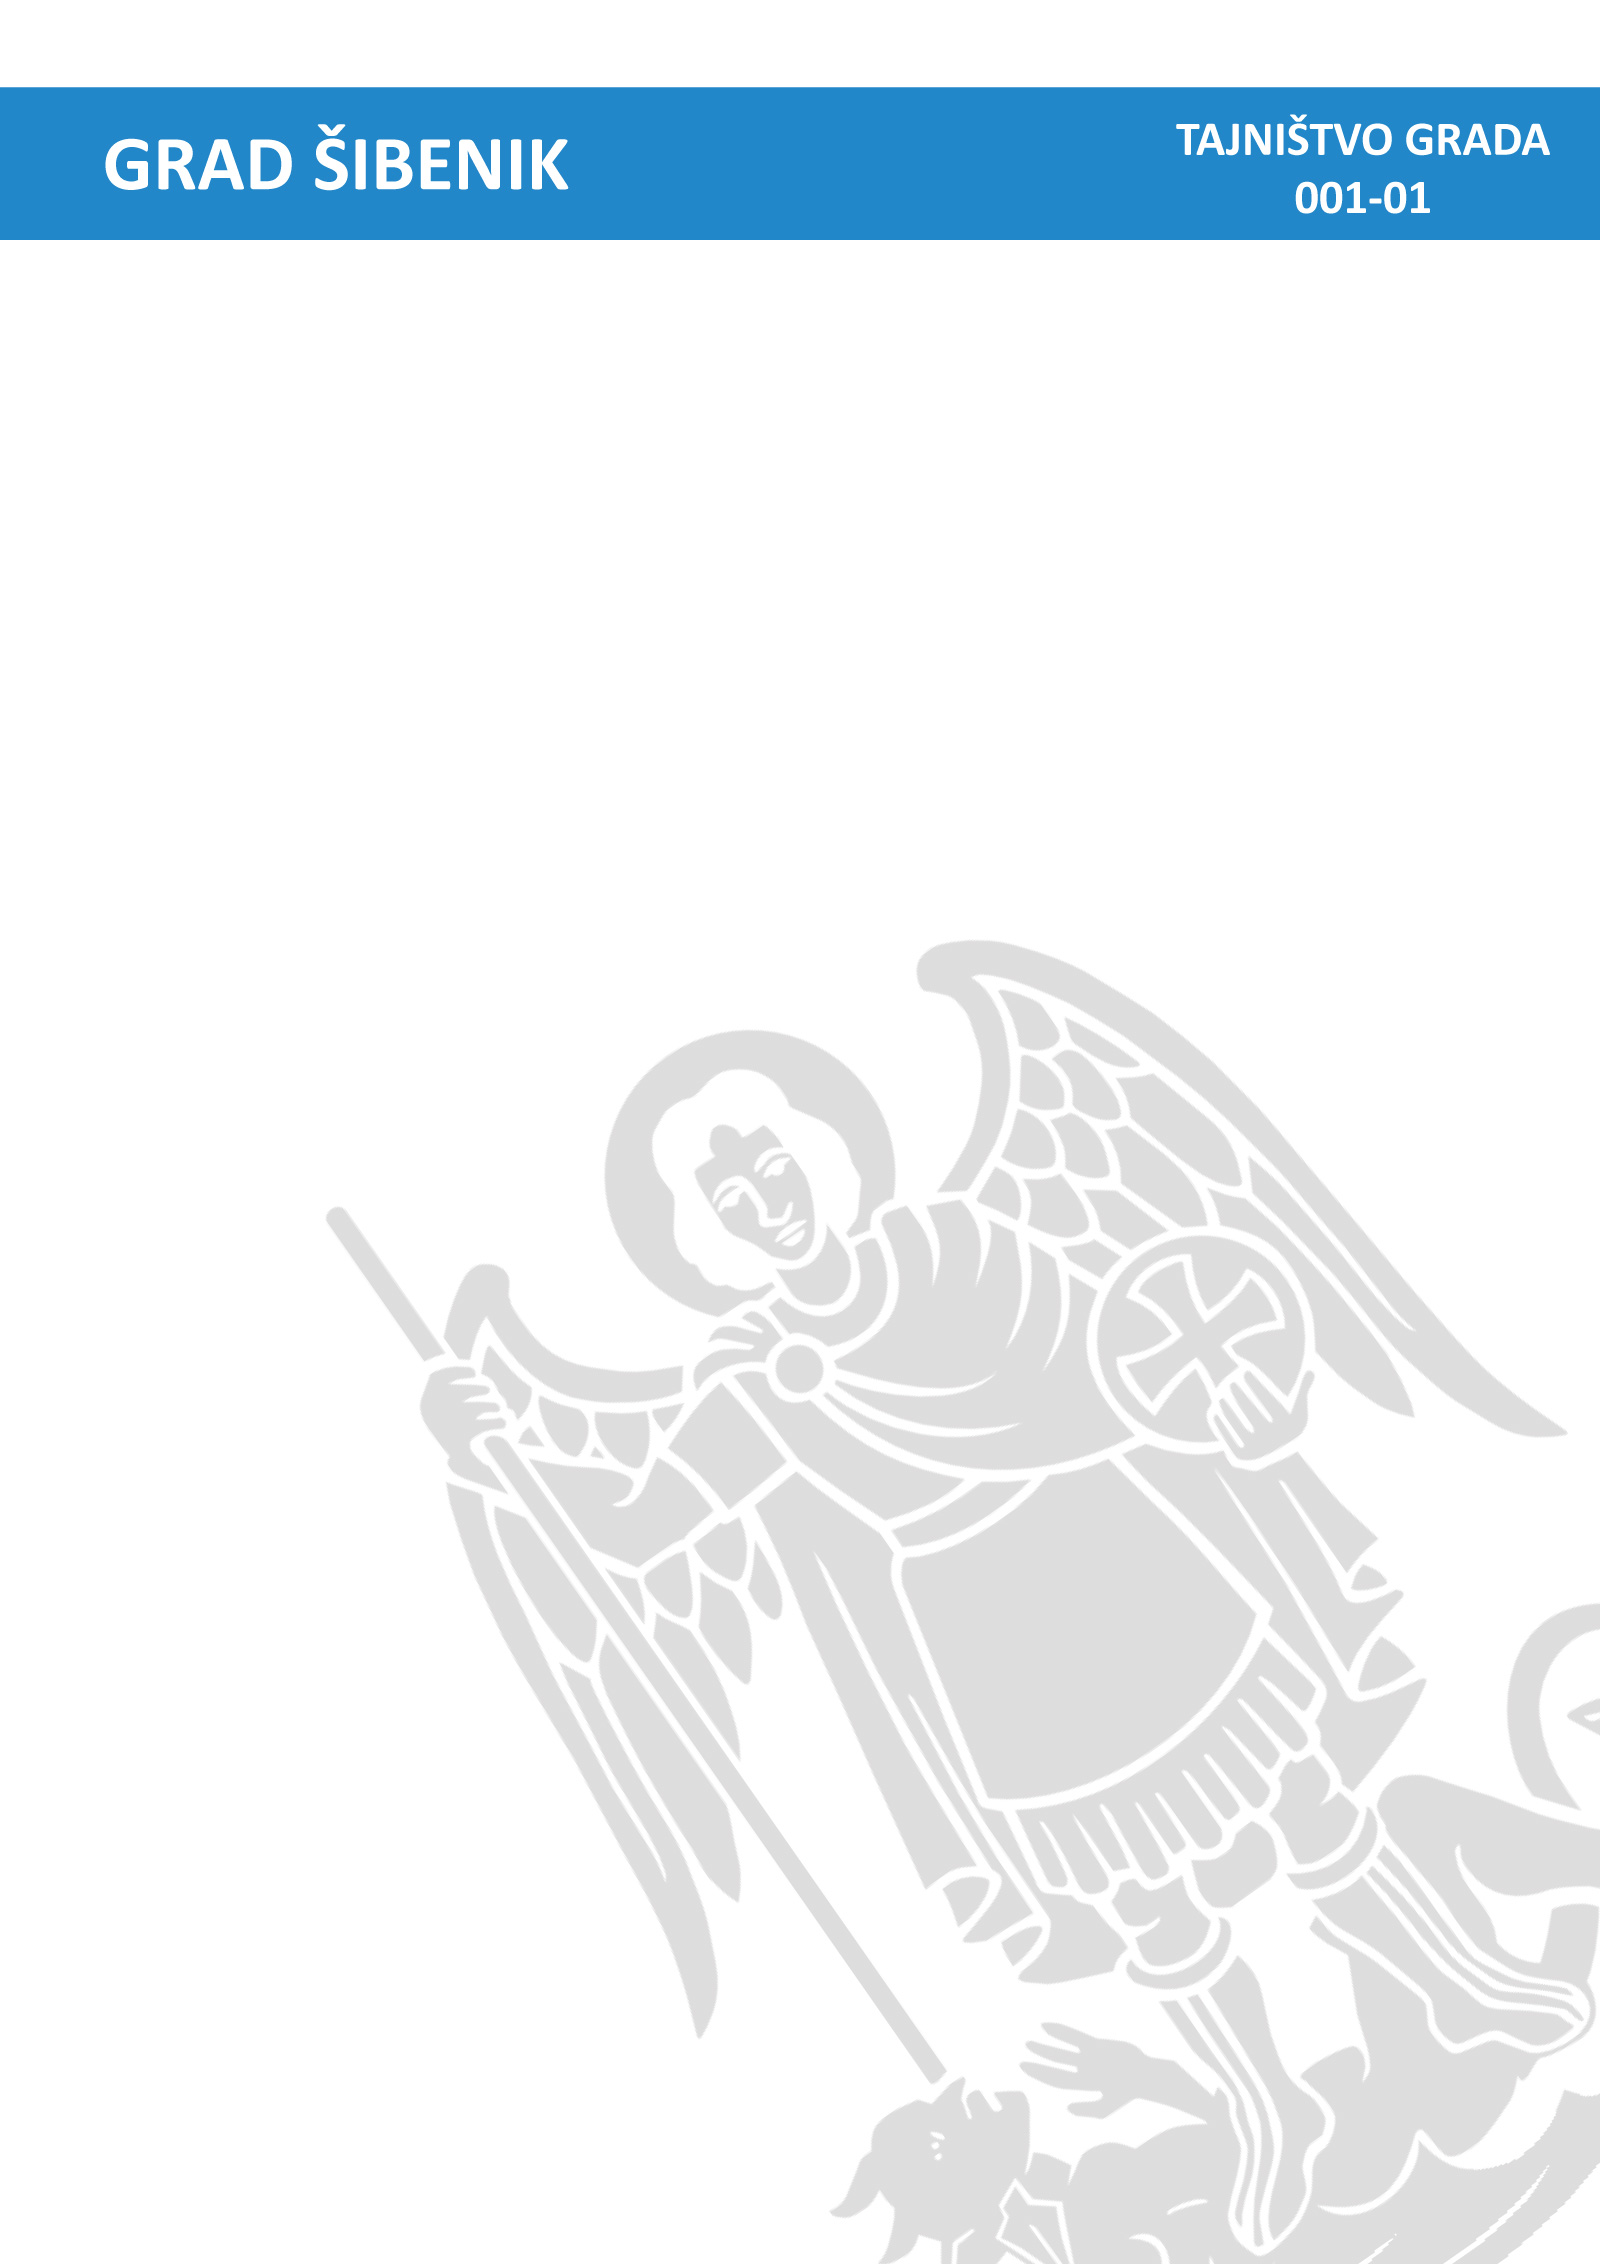 GRAD ŠIBENIK
TAJNIŠTVO GRADA
001-01